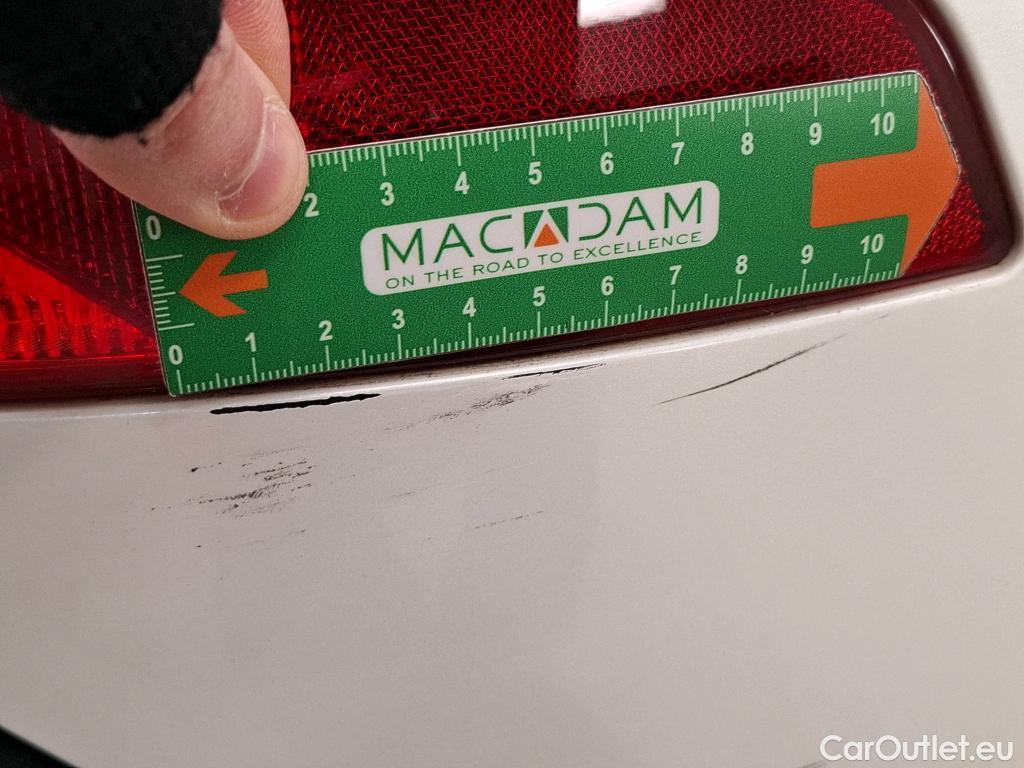 0 2 3 4 5 6 7 8 9 10
MACADAM
ON THE ROAD TO EXCELLENCE
0 1 2 3 4 5 6 7 8 9 10
CarOutlet.eu